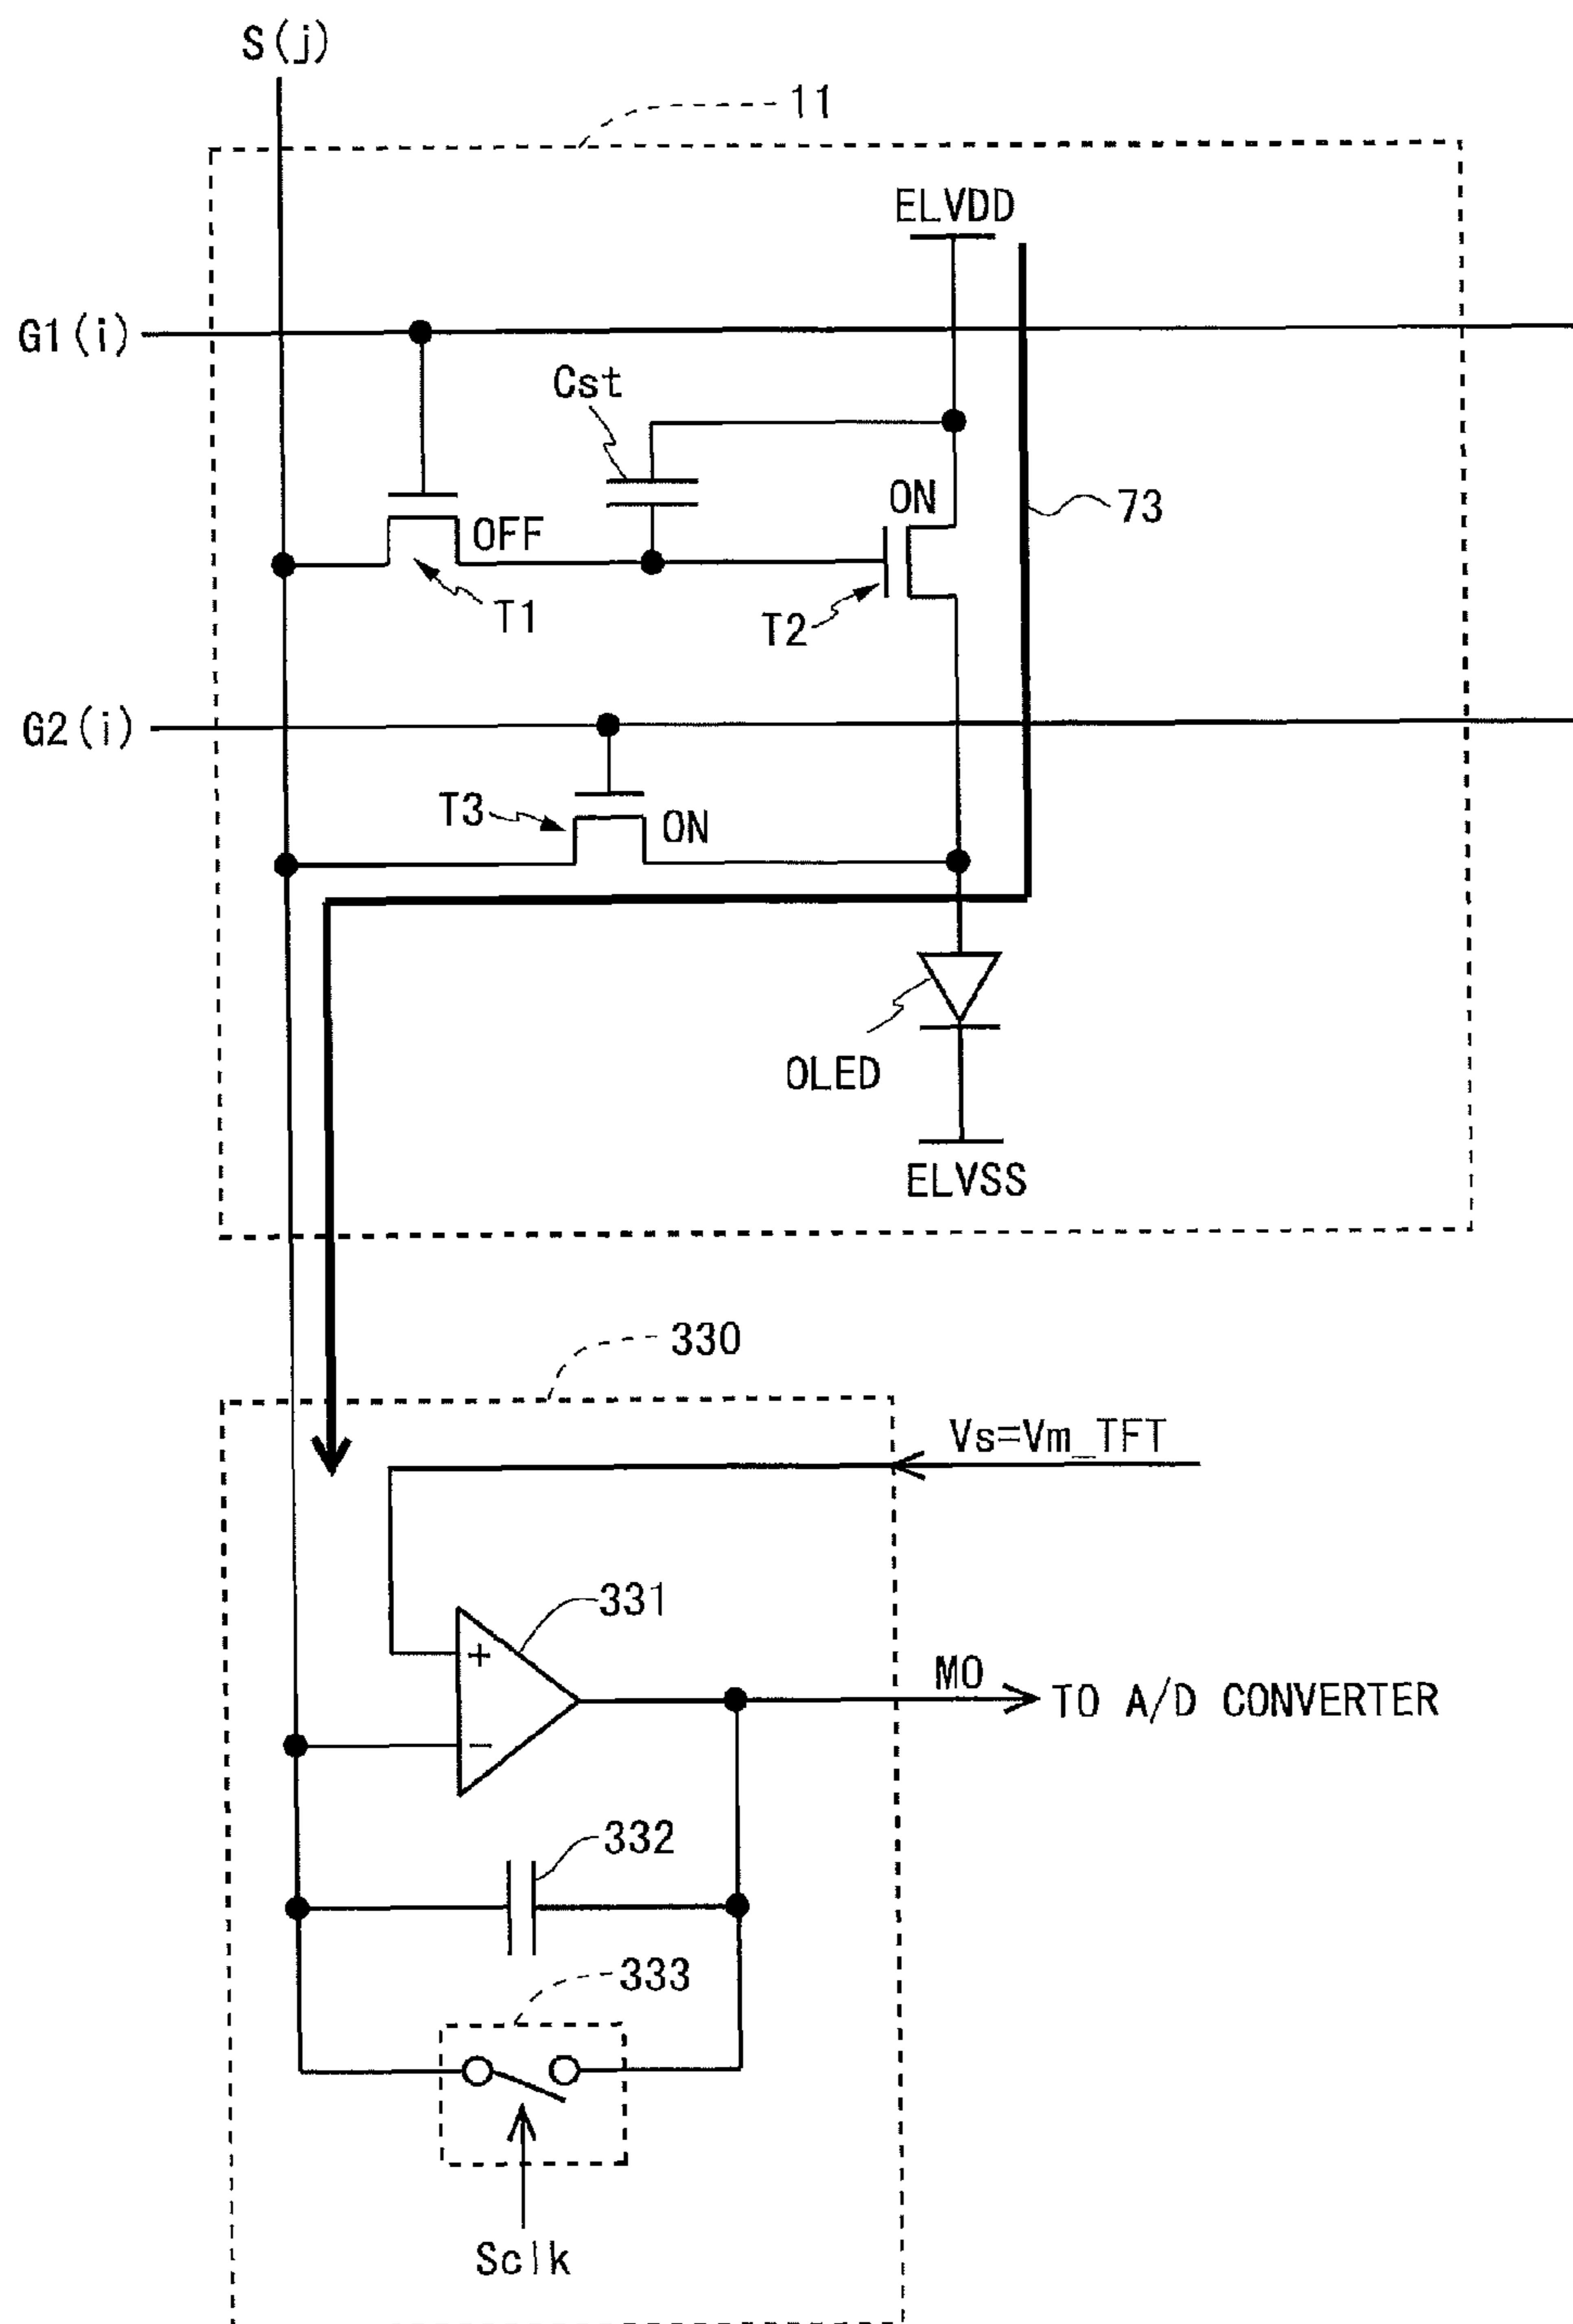 S(j)
11
ELVDD
G1(i)
Cst
ON
73
OFF
T1
T2
G2(i)
T3
ON
OLED
ELVSS
330
Vs=Vm_TFT
331
+
MO
TO A/D CONVERTER
−
332
333
Sclk